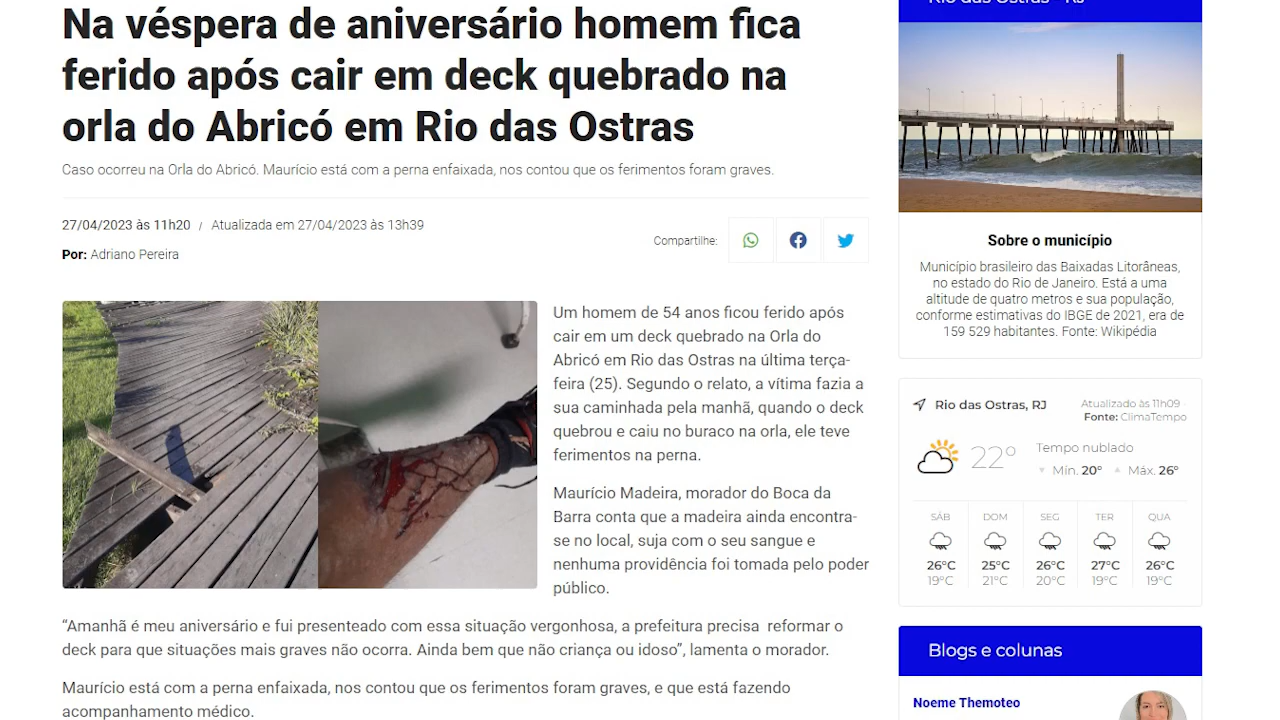 Na véspera de aniversário homem fica
ferido após cair em deck quebrado na
orla do Abricó em Rio das Ostras
Caso ocorreu na Orla do Abricó. Maurício está com a perna enfaixada, nos contou que os ferimentos foram graves.
27/04/2023 às 11h20 / Atualizada em 27/04/2023 às 13h39
Por: Adriano Pereira
Compartilhe:
Um homem de 54 anos ficou ferido após
cair em um deck quebrado na Orla do
Abricó em Rio das Ostras na última terça-
feira (25). Segundo o relato, a vítima fazia a
sua caminhada pela manhã, quando o deck
quebrou e caiu no buraco na orla, ele teve
ferimentos na perna.
Maurício Madeira, morador do Boca da
Barra conta que a madeira ainda encontra-
se no local, suja com o seu sangue e
nenhuma providência foi tomada pelo poder
público.
“Amanhã é meu aniversário e fui presenteado com essa situação vergonhosa, a prefeitura precisa reformar o
deck para que situações mais graves não ocorra. Ainda bem que não criança ou idoso”, lamenta o morador.
Maurício está com a perna enfaixada, nos contou que os ferimentos foram graves, e que está fazendo
acompanhamento médico.
Rio das Ostras - RJ
Sobre o município
Município brasileiro das Baixadas Litorâneas,
no estado do Rio de Janeiro. Está a uma
altitude de quatro metros e sua população,
conforme estimativas do IBGE de 2021, era de
159 529 habitantes. Fonte: Wikipédia
Rio das Ostras, RJ
Atualizado às 11h09
Fonte: ClimaTempo
22°
Tempo nublado
Mín. 20° Máx. 26°
SÁB DOM SEG TER QUA
26°C 25°C 26°C 27°C 26°C
19°C 21°C 20°C 19°C 19°C
Blogs e colunas
Noeme Themoteo